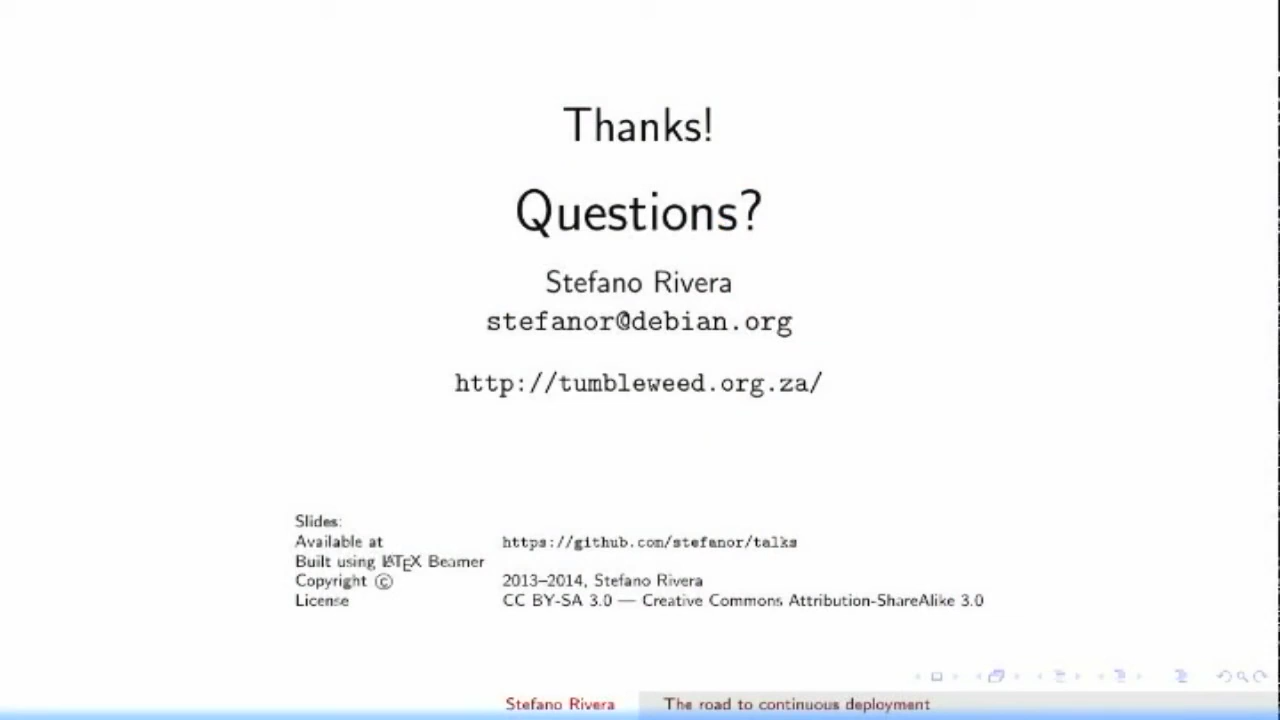 Thanks!
Questions?
Stefano Rivera
stefanor@debian.org
http://tumbleweed.org.za/
Slides:
Available at https://github.com/stefanor/talks
Built using LATEX Beamer
Copyright © 2013–2014, Stefano Rivera
License CC BY-SA 3.0 — Creative Commons Attribution-ShareAlike 3.0
Stefano Rivera The road to continuous deployment